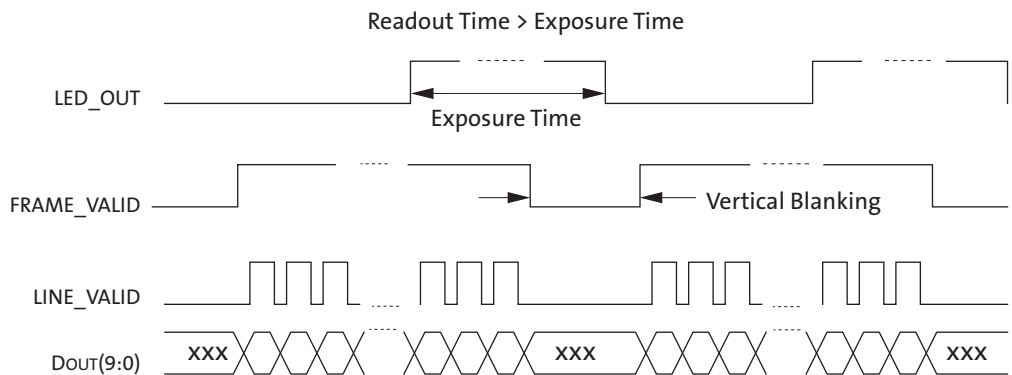 Readout Time > Exposure Time
LED_OUT
Exposure Time
FRAME_VALID
Vertical Blanking
LINE_VALID
DOUT(9:0)
XXX
XXX
XXX